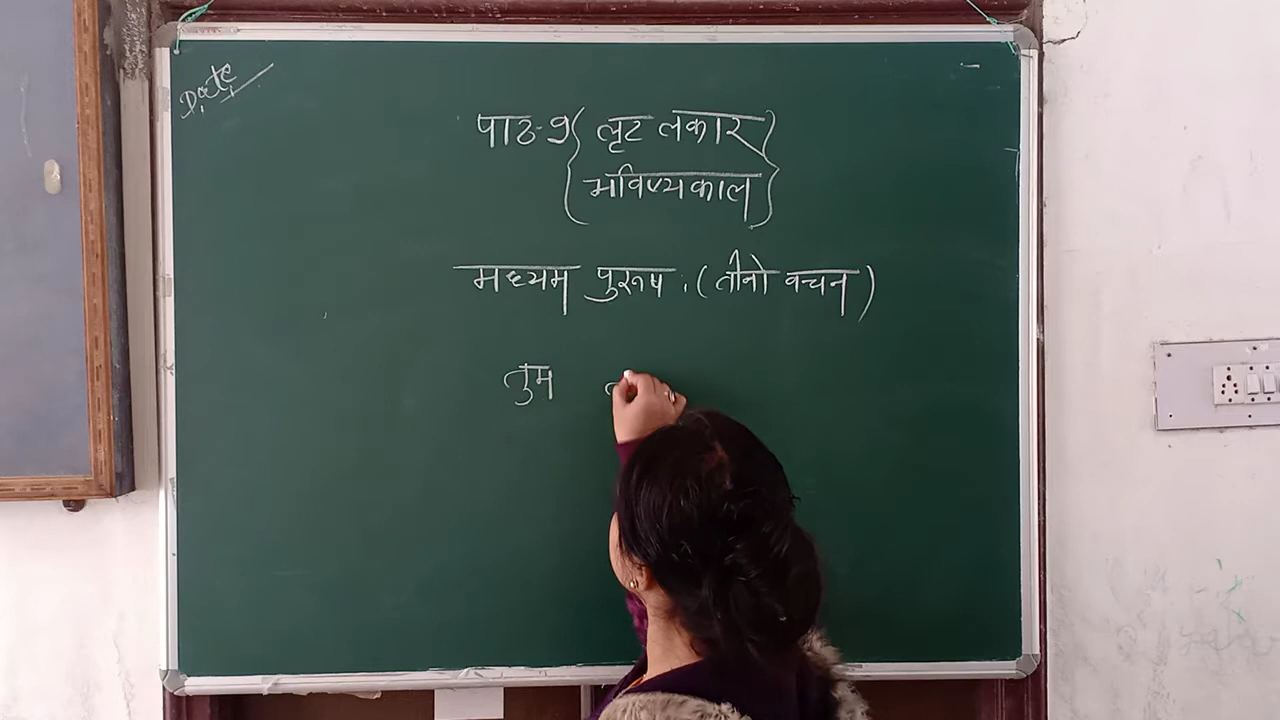 Date
पाठ-9 { लृट लकार }
{ भविष्यकाल }
मध्यम पुरूष : (तीनो वचन)
तुम